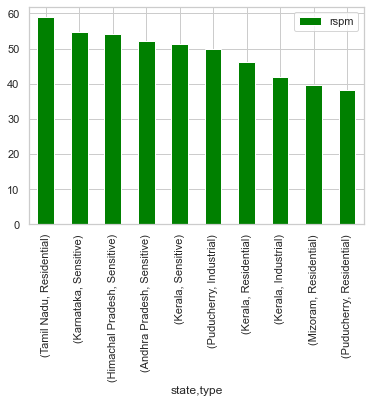 60
50
40
30
20
10
0
rspm
(Tamil Nadu, Residential)
(Karnataka, Sensitive)
(Himachal Pradesh, Sensitive)
(Andhra Pradesh, Sensitive)
(Kerala, Sensitive)
(Puducherry, Industrial)
(Kerala, Residential)
(Kerala, Industrial)
(Mizoram, Residential)
(Puducherry, Residential)
state,type